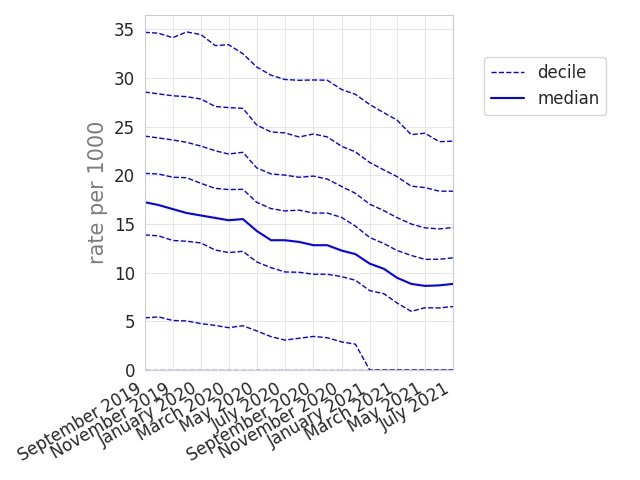 35
30
25
20
15
10
5
0
rate per 1000
September 2019
November 2019
January 2020
March 2020
May 2020
July 2020
September 2020
November 2020
January 2021
March 2021
May 2021
July 2021
decile
median